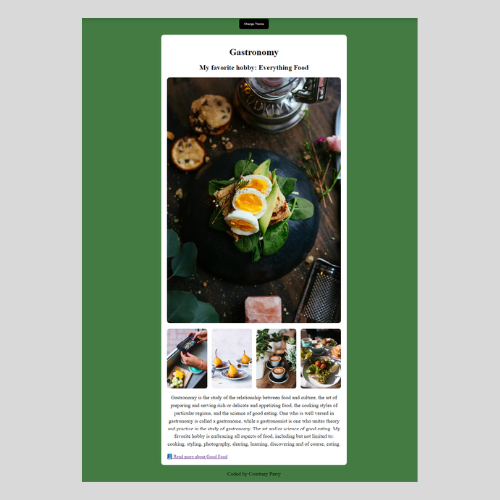 Change Theme
Gastronomy
My favorite hobby: Everything Food
Gastronomy is the study of the relationship between food and culture, the art of
preparing and serving rich or delicate and appetizing food, the cooking styles of
particular regions, and the science of good eating. One who is well versed in
gastronomy is called a gastronome, while a gastronomist is one who unites theory
and practice in the study of gastronomy. The art and/or science of good eating. My
favorite hobby is embracing all aspects of food, including but not limited to:
cooking, styling, photography, sharing, learning, discovering and of course, eating.
Read more about Good Food
Coded by Courtney Perry